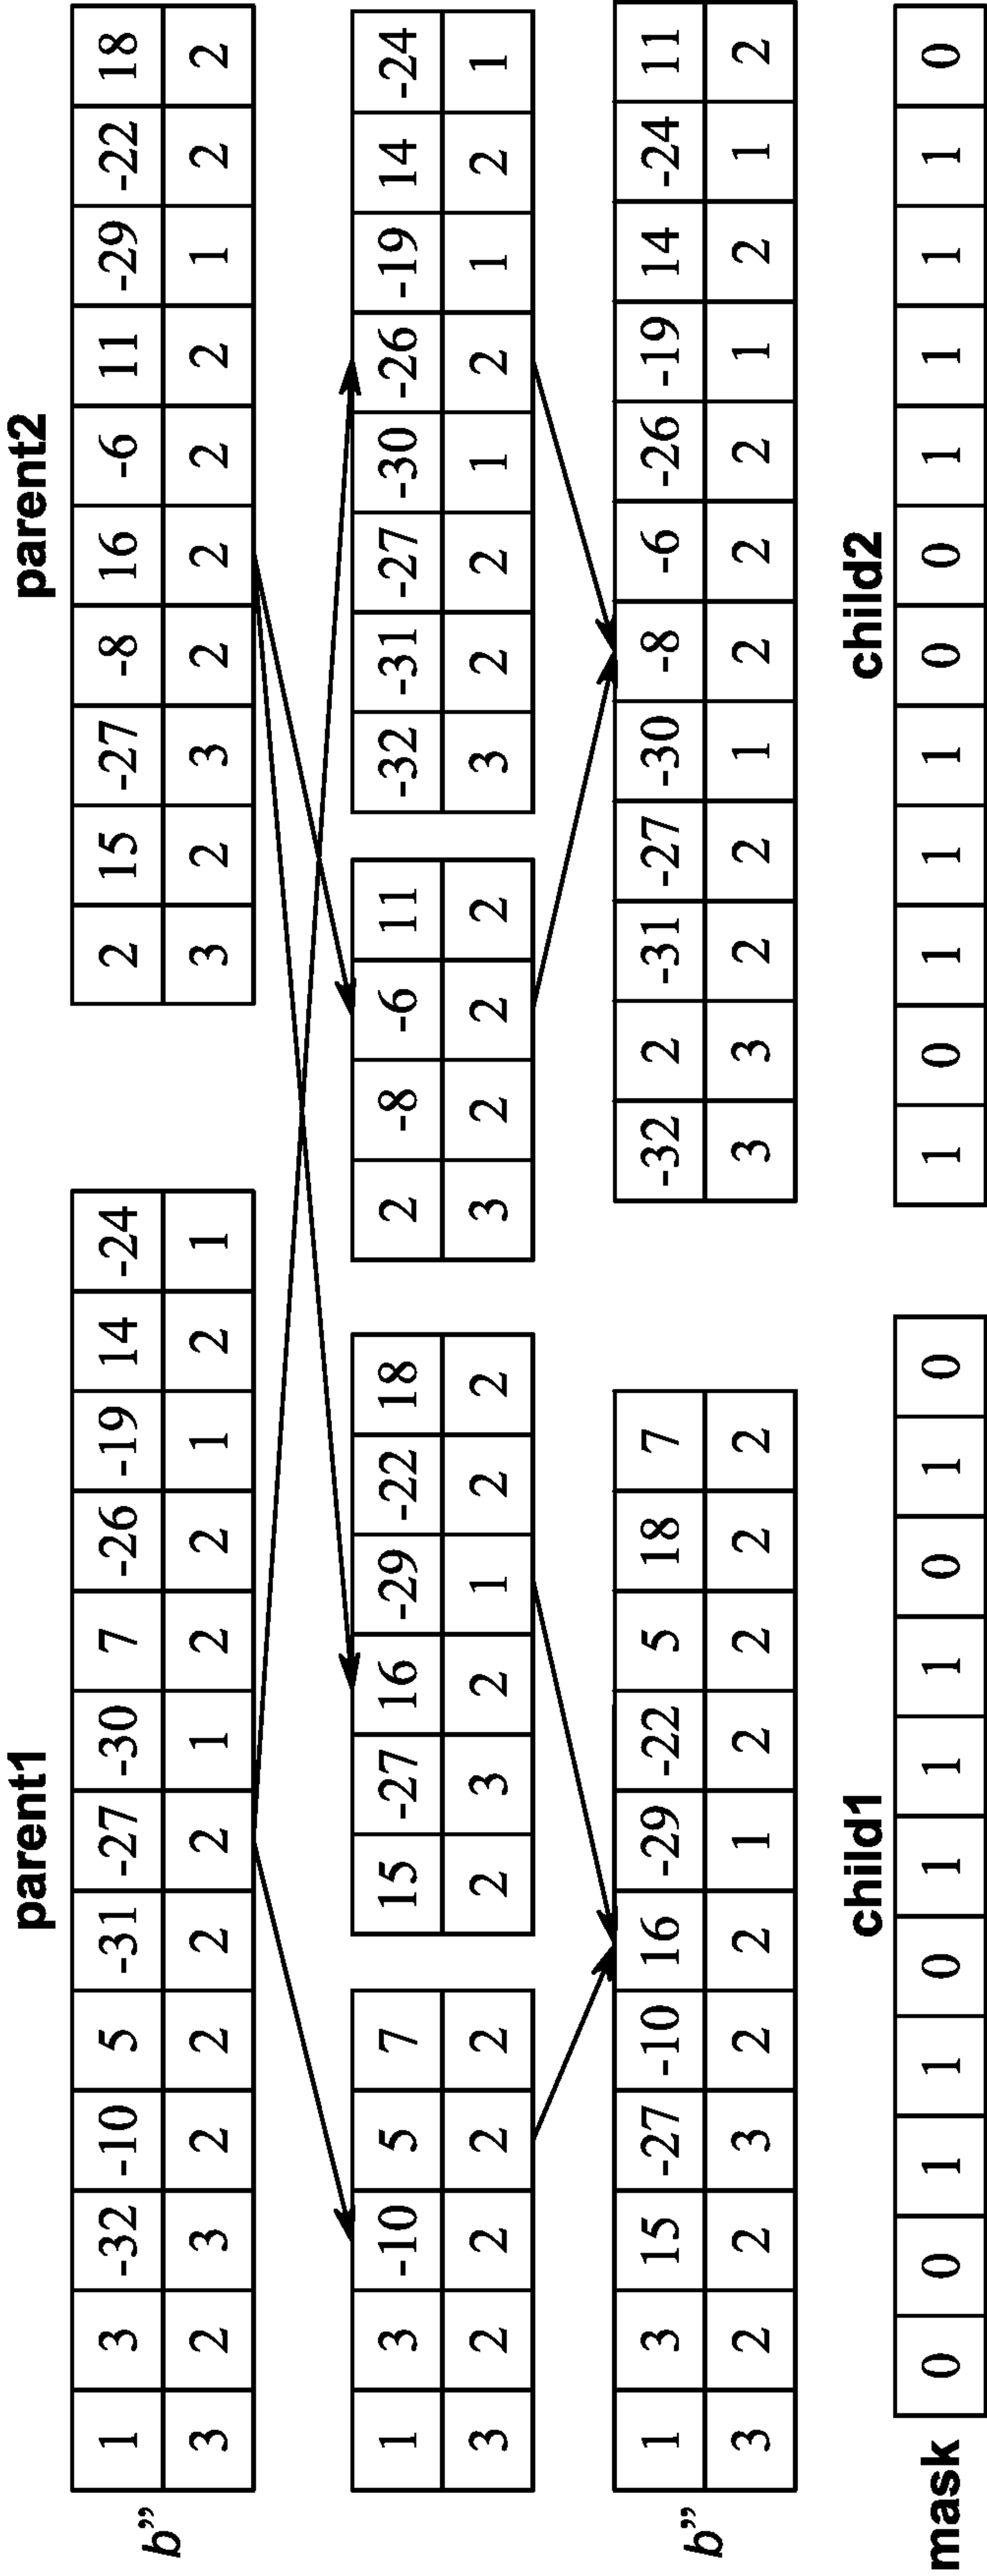 parent1 parent2
1 3 -32 -10 5 -31 -27 -30 7 -26 -19 14 -24 2 15 -27 -8 16 -6 11 -29 -22 18
b”
3 2 3 2 2 2 2 1 2 2 1 2 1 3 2 3 2 2 2 2 1 2 2
1 3 -10 5 7 15 -27 16 -29 -22 18 2 -8 -6 11 -32 -31 -27 -30 -26 -19 14 -24
3 2 2 2 2 2 3 2 1 2 2 3 2 2 2 3 2 2 1 2 1 2 1
1 3 15 -27 -10 16 -29 -22 5 18 7 -32 2 -31 -27 -30 -8 -6 -26 -19 14 -24 11
b”
3 2 2 3 2 2 1 2 2 2 2 3 3 2 2 1 2 2 2 1 2 1 2
child1 child2
mask 0 0 1 1 0 1 1 1 0 1 0 1 0 1 1 1 0 0 1 1 1 1 0